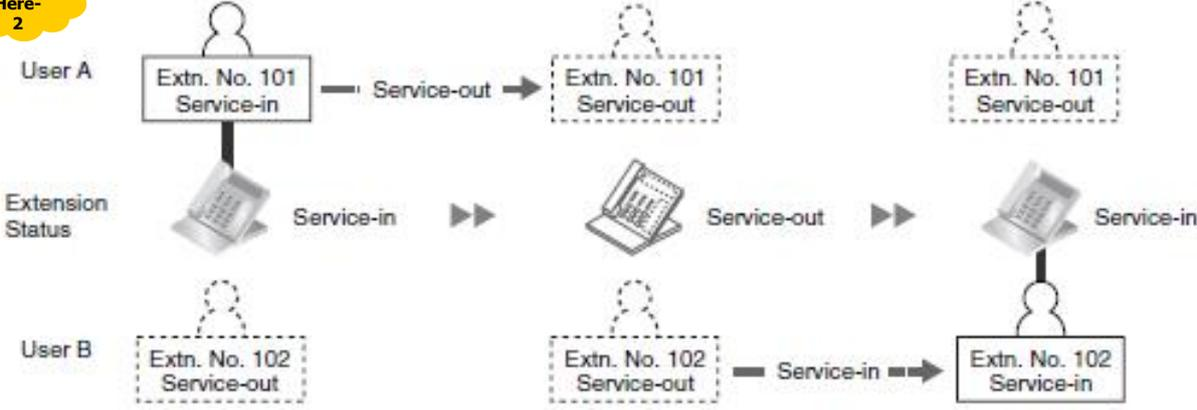 Here-
2
User A
Extn. No. 101
Service-in
Service-out
Extn. No. 101
Service-out
Extn. No. 101
Service-out
Extension
Status
Service-in
Service-out
Service-in
User B
Extn. No. 102
Service-out
Extn. No. 102
Service-out
Service-in
Extn. No. 102
Service-in